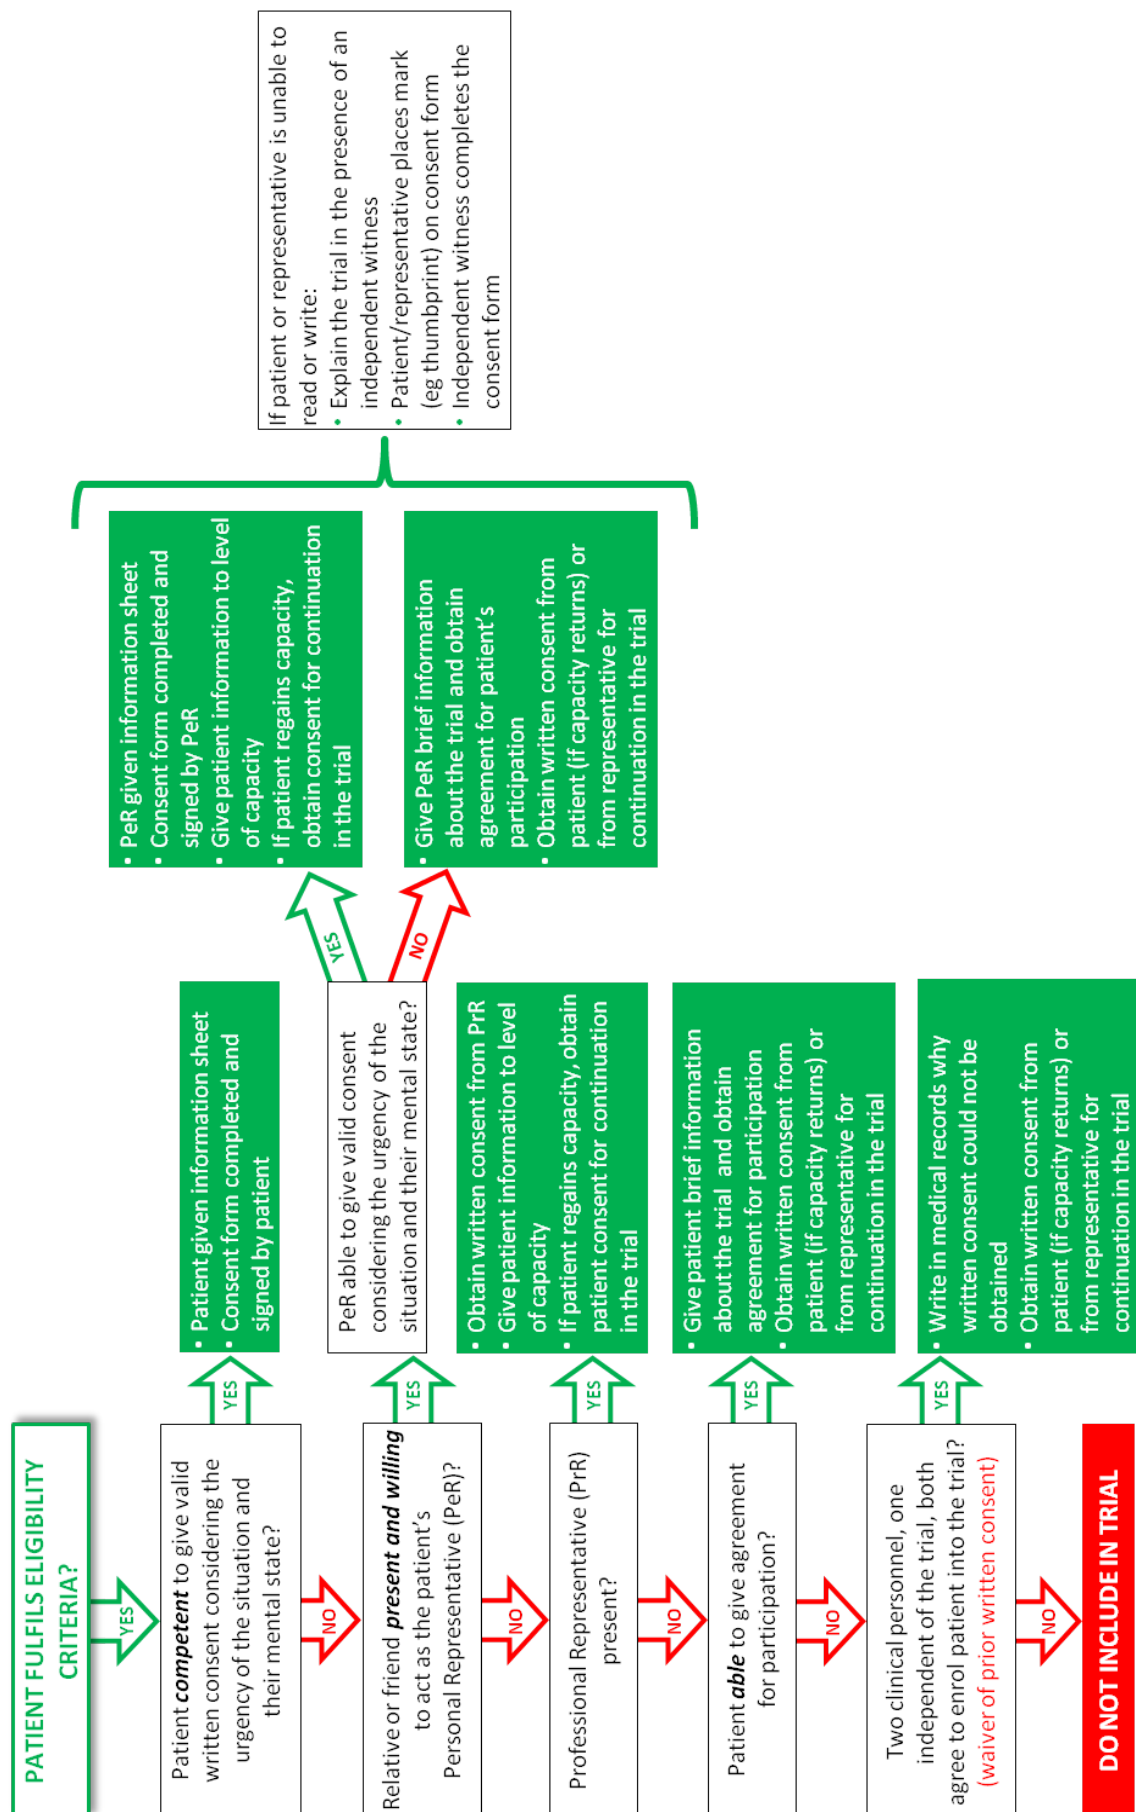 PATIENT FULFILS ELIGIBILITY
CRITERIA?
YES
Patient competent to give valid
written consent considering the
urgency of the situation and
their mental state?
YES
• Patient given information sheet
• Consent form completed and
signed by patient
NO
Relative or friend present and willing
to act as the patient's
Personal Representative (PeR)?
YES
PeR able to give valid consent
considering the urgency of the
situation and their mental state?
YES
• PeR given information sheet
• Consent form completed and
signed by PeR
• Give patient information to level
of capacity
• If patient regains capacity,
obtain consent for continuation
in the trial
NO
• Give PeR brief information
about the trial and obtain
agreement for patient's
participation
• Obtain written consent from
patient (if capacity returns) or
from representative for
continuation in the trial
If patient or representative is unable to
read or write:
• Explain the trial in the presence of an
independent witness
• Patient/representative places mark
(eg thumbprint) on consent form
• Independent witness completes the
consent form
NO
Professional Representative (PrR)
present?
YES
• Obtain written consent from PrR
• Give patient information to level
of capacity
• If patient regains capacity, obtain
patient consent for continuation
in the trial
NO
Patient able to give agreement
for participation?
YES
• Give patient brief information
about the trial and obtain
agreement for participation
• Obtain written consent from
patient (if capacity returns) or
from representative for
continuation in the trial
NO
Two clinical personnel, one
independent of the trial, both
agree to enrol patient into the trial?
(waiver of prior written consent)
YES
• Write in medical records why
written consent could not be
obtained
• Obtain written consent from
patient (if capacity returns) or
from representative for
continuation in the trial
NO
DO NOT INCLUDE IN TRIAL